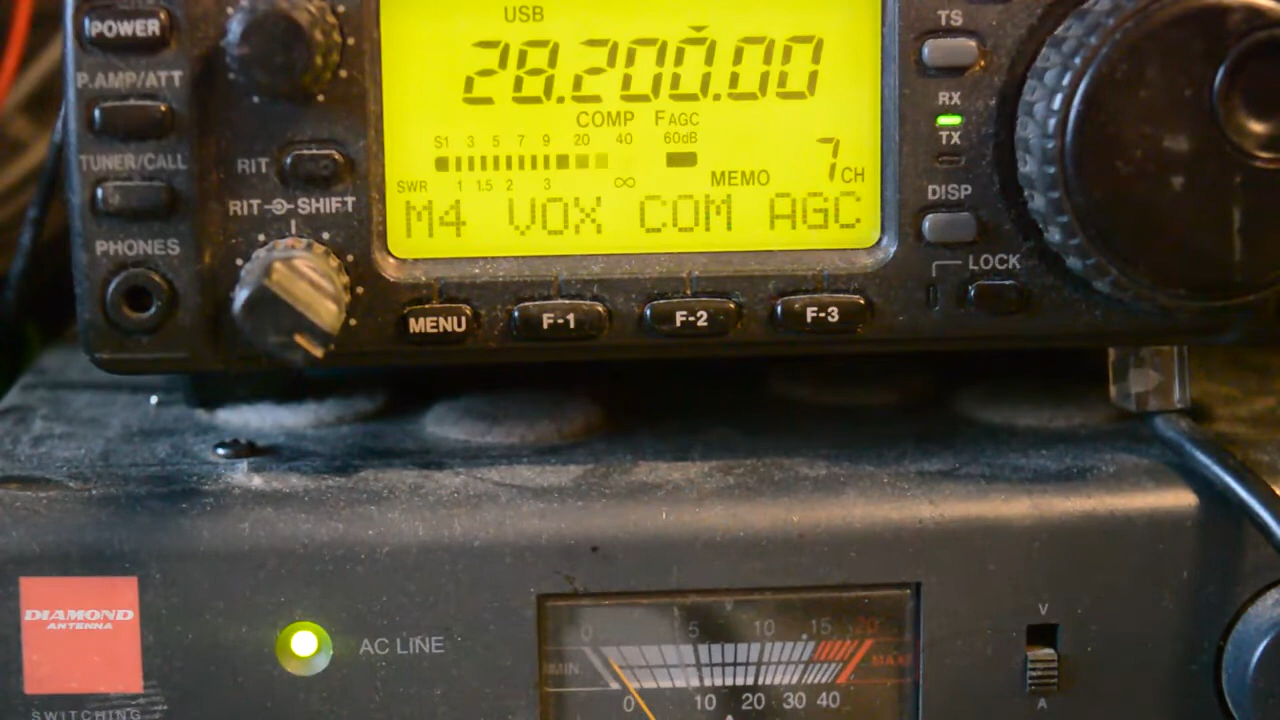 POWER
P.AMP/ATT
TUNER/CALL
PHONES
RIT
RIT SHIFT
USB
28.200.00
COMP F AGC
S1 3 5 7 9 20 40 60dB
SWR 1 1.5 2 3 ∞
MEMO 7 CH
M4 VOX COM AGC
MENU F-1 F-2 F-3
TS
RX
TX
DISP
LOCK
DIAMOND
ANTENNA
SWITCHING
AC LINE
0 5 10 15 20
MIN. MAX.
0 10 20 30 40
V
A